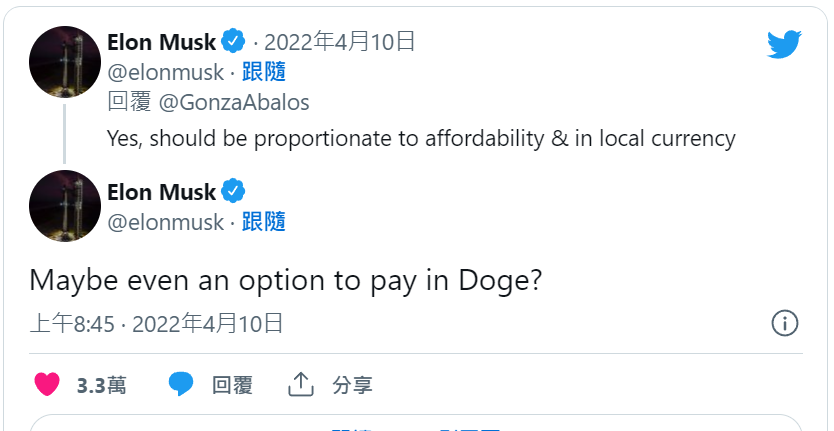 Elon Musk · 2022年4月10日
@elonmusk · 跟隨
回覆 @GonzaAbalos
Yes, should be proportionate to affordability & in local currency
Elon Musk
@elonmusk · 跟隨
Maybe even an option to pay in Doge?
上午8:45 · 2022年4月10日
3.3萬 回覆 分享